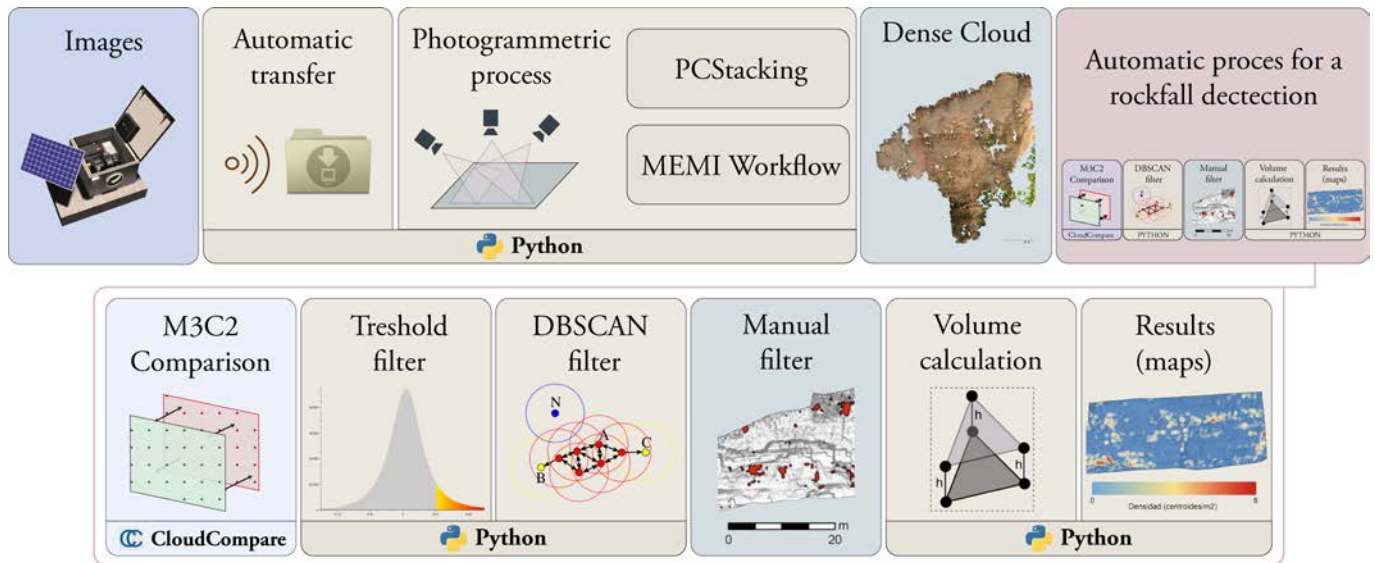 Images
Automatic
transfer
Photogrammetric
process
PCStacking
MEMI Workflow
Python
Dense Cloud
Automatic proces for a
rockfall dectection
M3C2
Comparison
CloudCompare
DBSCAN
filter
PYTHON
Manual
filter
Volume
calculation
Results
(maps)
PYTHON
M3C2
Comparison
CloudCompare
Treshold
filter
DBSCAN
filter
N
A
C
B
Python
Manual
filter
m
0 20
Volume
calculation
h
h
h
Results
(maps)
0 8
Densidad (centroides/m2)
Python